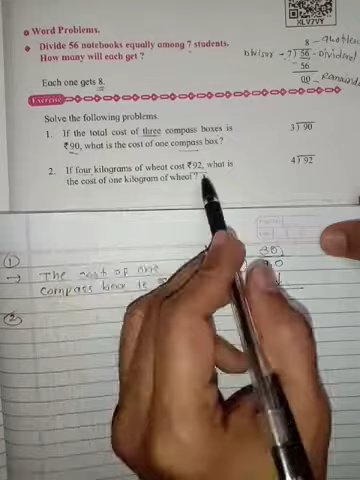 XLV7VY
Word Problems.
Divide 56 notebooks equally among 7 students.
How many will each get ?
8 - quotient
divisor - 7) 56 - dividend
56
00 - Remainde
Each one gets 8.
Exercise
Solve the following problems
1. If the total cost of three compass boxes is
₹90, what is the cost of one compass box ?
3) 90
2. If four kilograms of wheat cost ₹92, what is
the cost of one kilogram of wheat ?
4) 92
①
→ The cost of one
compass box is
30
②